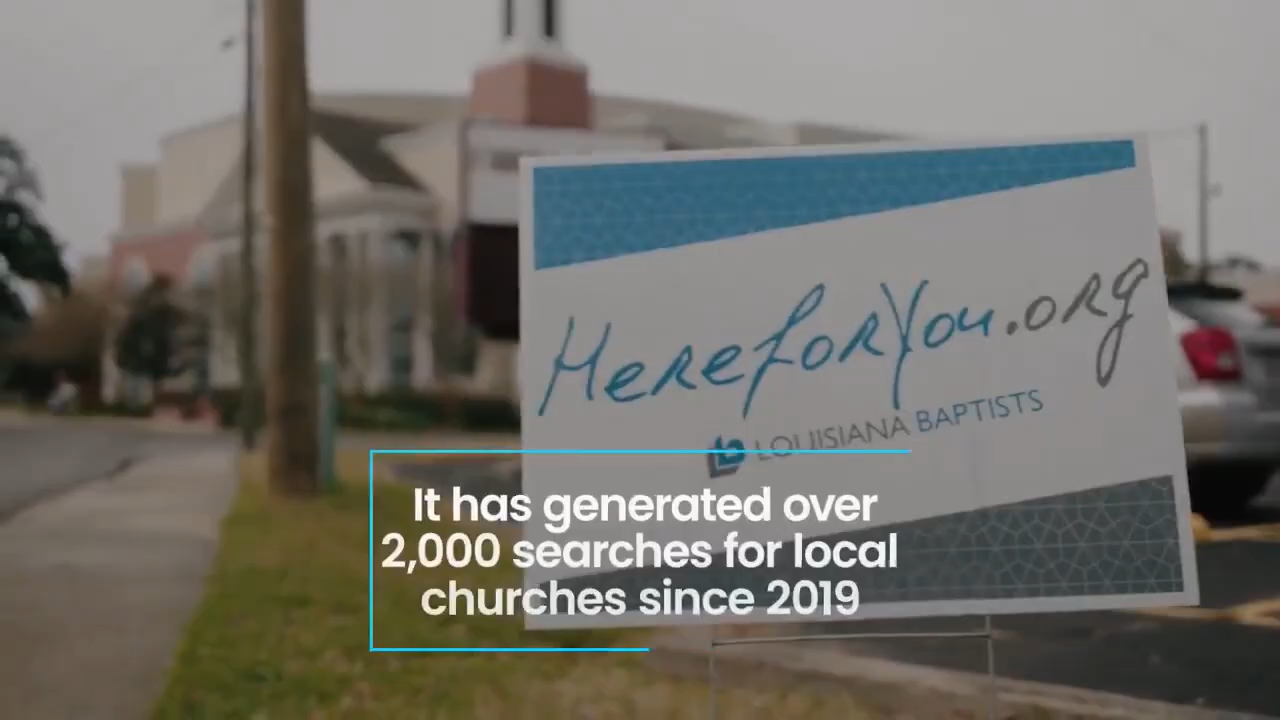 HereforYou.org
LOUISIANA BAPTISTS
It has generated over
2,000 searches for local
churches since 2019